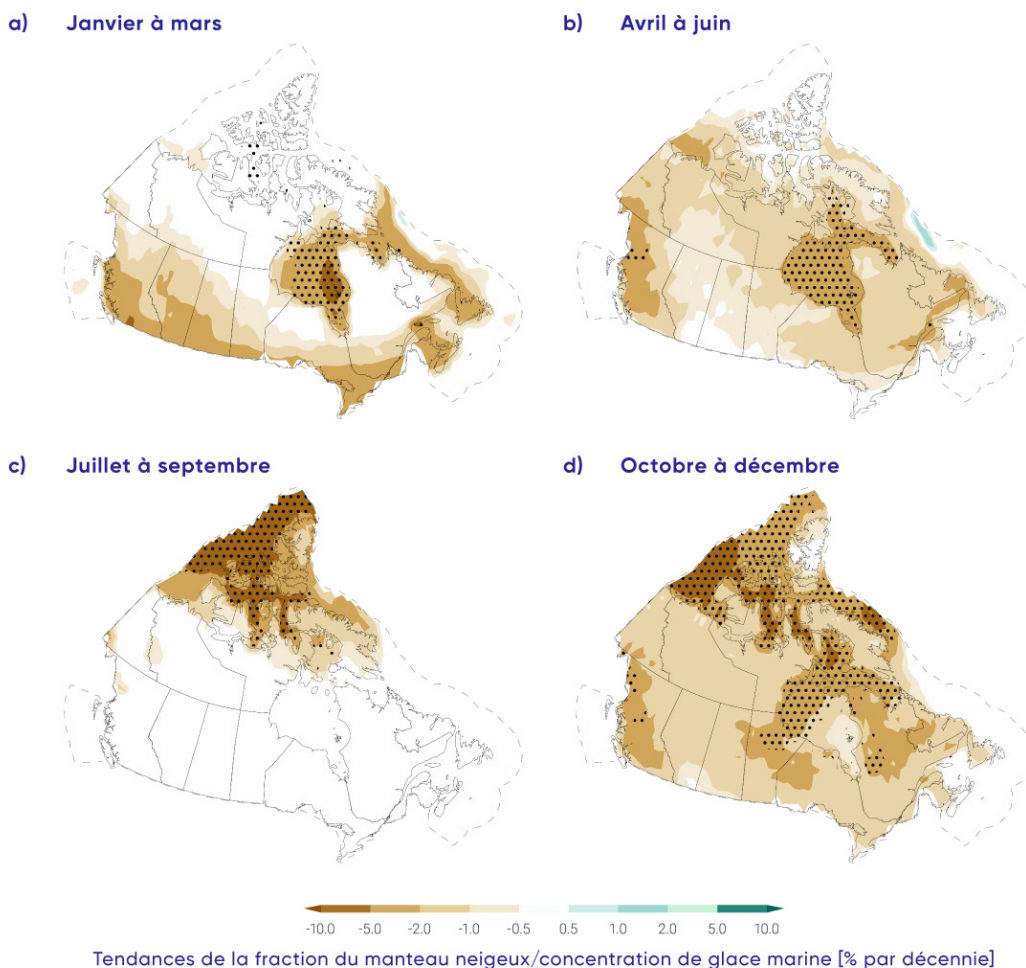 a) Janvier à mars
b) Avril à juin
c) Juillet à septembre
d) Octobre à décembre
-10.0 -5.0 -2.0 -1.0 -0.5 0.5 1.0 2.0 5.0 10.0
Tendances de la fraction du manteau neigeux/concentration de glace marine [% par décennie]